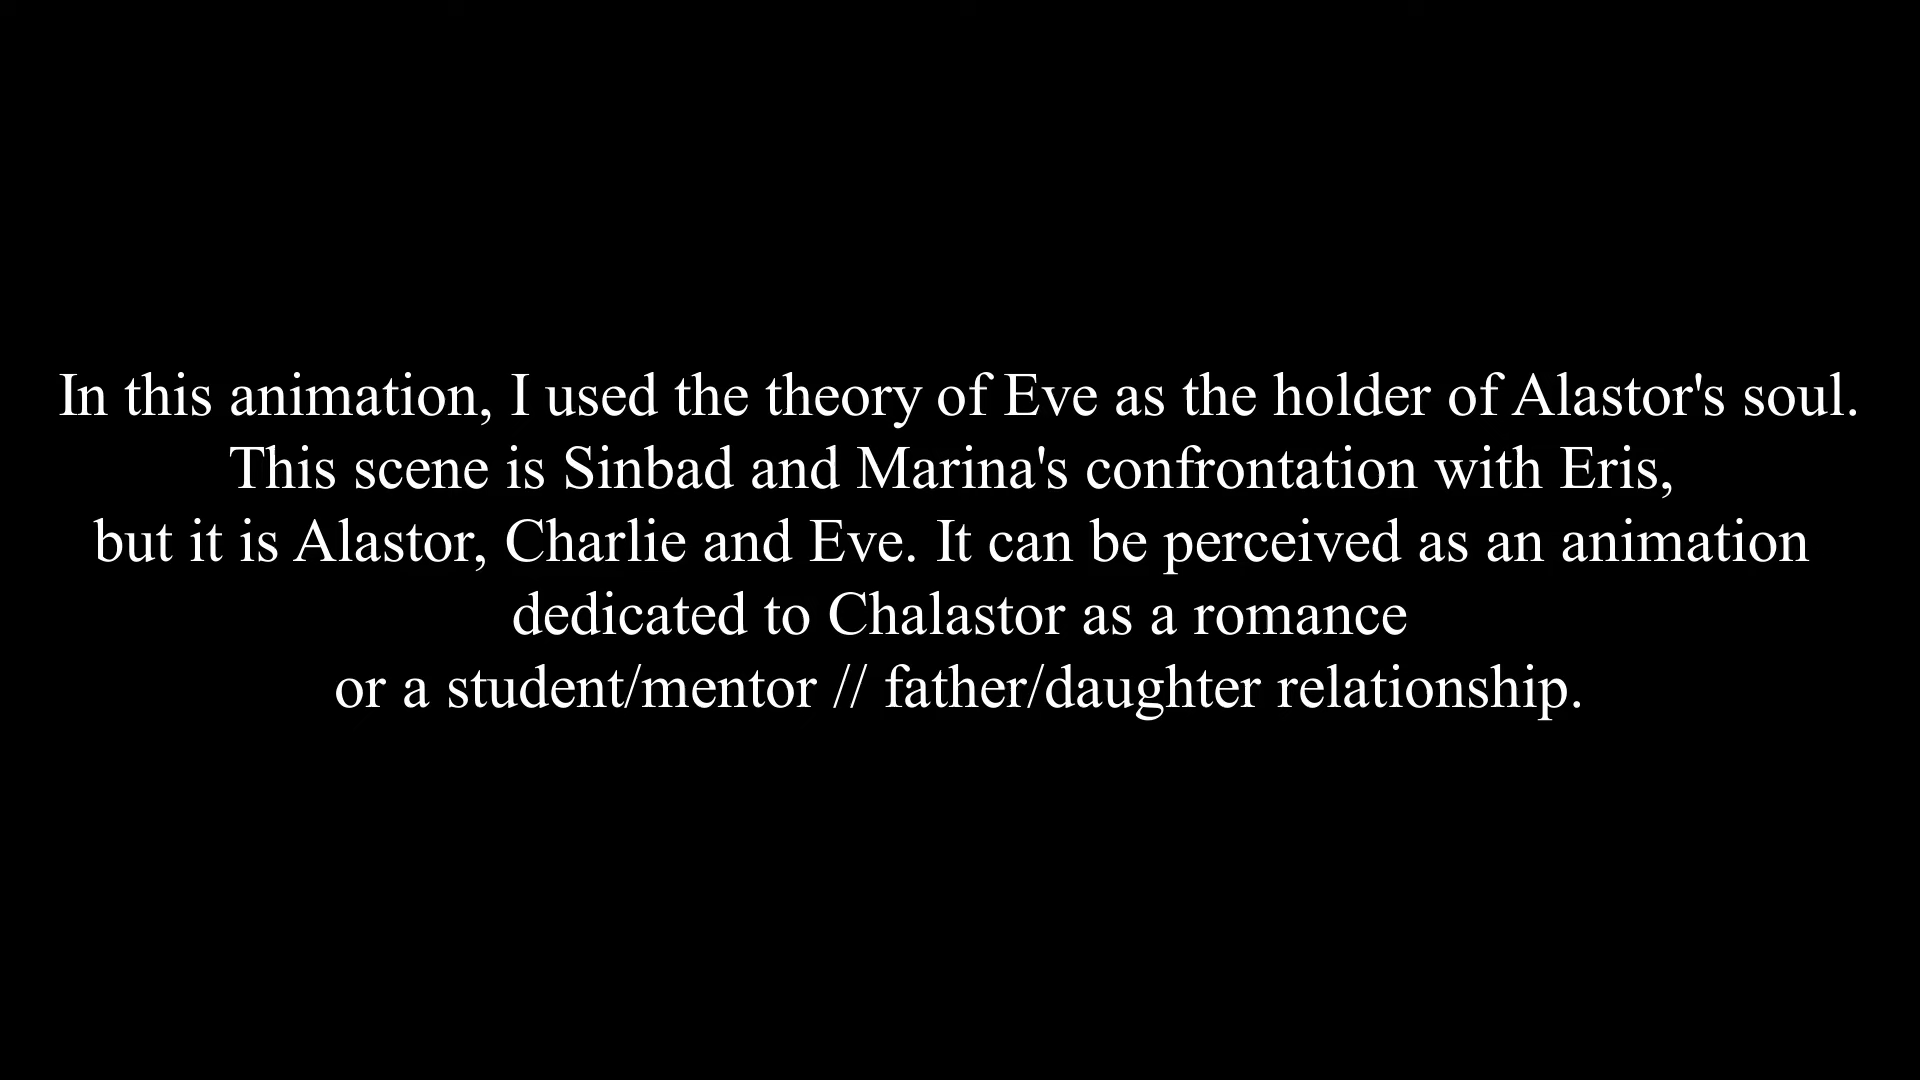 In this animation, I used the theory of Eve as the holder of Alastor's soul.
This scene is Sinbad and Marina's confrontation with Eris,
but it is Alastor, Charlie and Eve. It can be perceived as an animation
dedicated to Chalastor as a romance
or a student/mentor // father/daughter relationship.